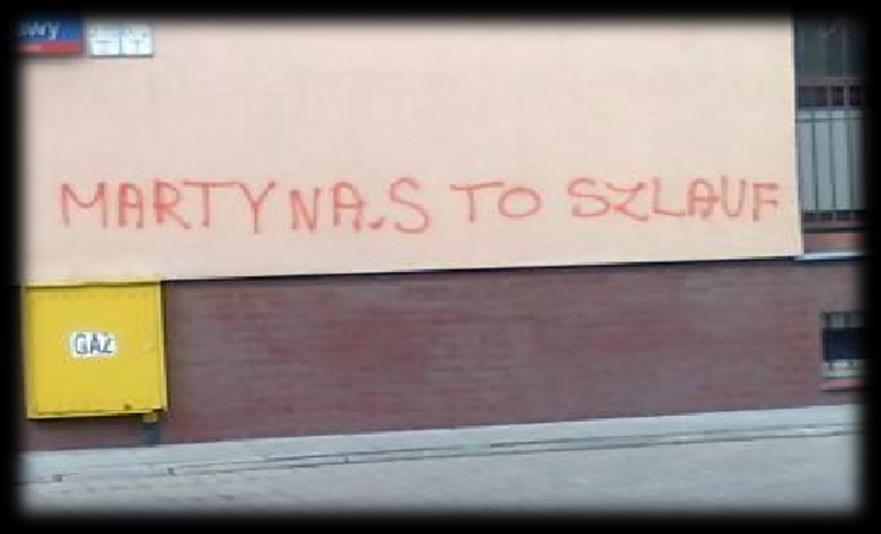 MARTYNA.S TO SZLAUF
GAZ